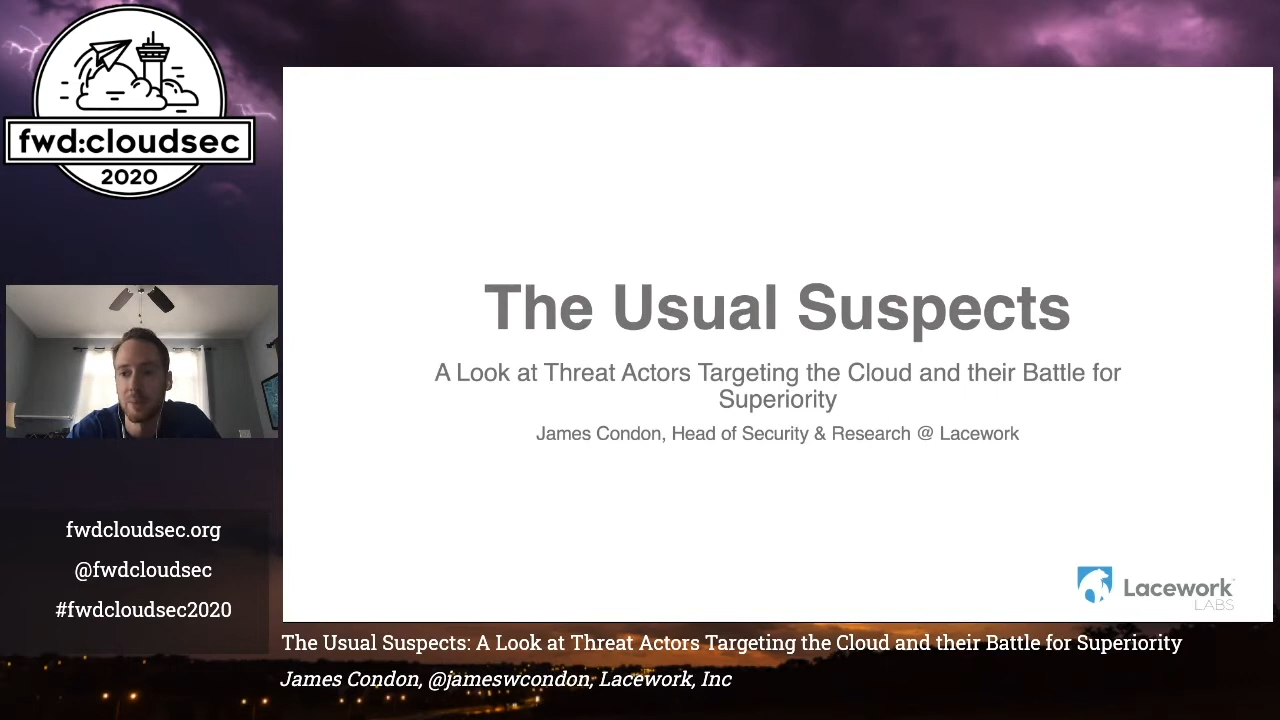 fwd:cloudsec
2020
The Usual Suspects
A Look at Threat Actors Targeting the Cloud and their Battle for
Superiority
James Condon, Head of Security & Research @ Lacework
Lacework™
LABS
fwdcloudsec.org
@fwdcloudsec
#fwdcloudsec2020
The Usual Suspects: A Look at Threat Actors Targeting the Cloud and their Battle for Superiority
James Condon, @jameswcondon, Lacework, Inc